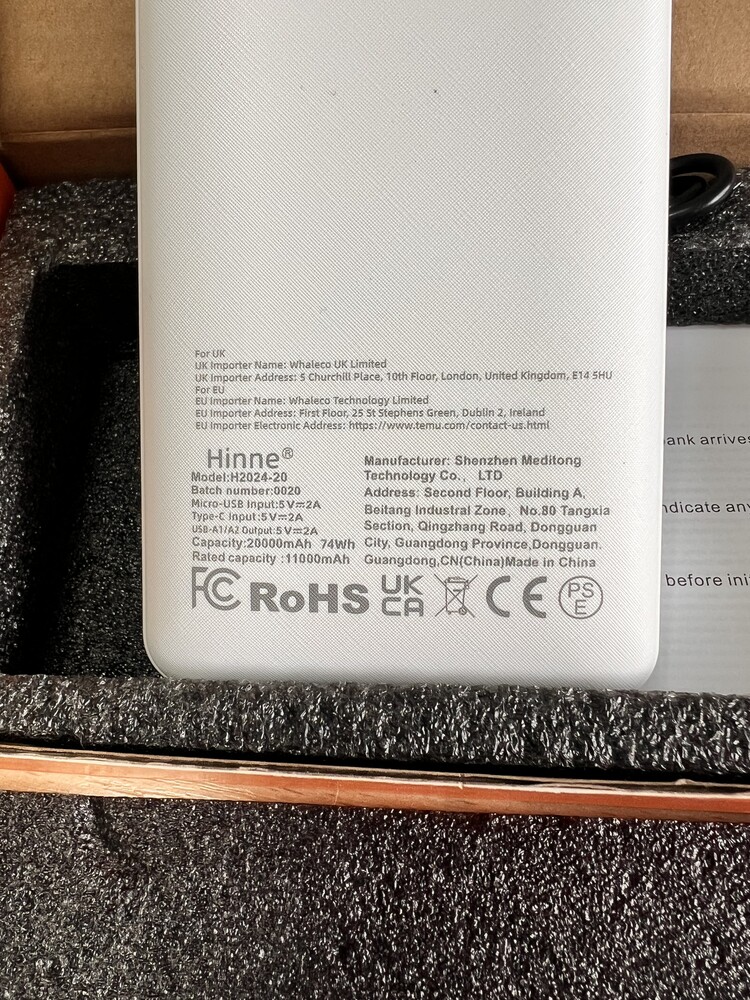 For UK
UK Importer Name: Whaleco UK Limited
UK Importer Address: 5 Churchill Place, 10th Floor, London, United Kingdom, E14 5HU
For EU
EU Importer Name: Whaleco Technology Limited
EU Importer Address: First Floor, 25 St Stephens Green, Dublin 2, Ireland
EU Importer Electronic Address: https://www.temu.com/contact-us.html
Hinne®
Model:H2024-20
Batch number:0020
Micro-USB Input:5V⎓2A
Type-C input:5V⎓2A
USB-A1/A2 Output:5V⎓2A
Capacity:20000mAh 74Wh
Rated capacity :11000mAh
Manufacturer: Shenzhen Meditong
Technology Co., LTD
Address: Second Floor, Building A,
Beitang Industral Zone, No.80 Tangxia
Section, Qingzhang Road, Dongguan
City, Guangdong Province,Dongguan.
Guangdong,CN(China)Made in China
FC RoHS UK CA CE PS E
ank arrives
ndicate any
before ini